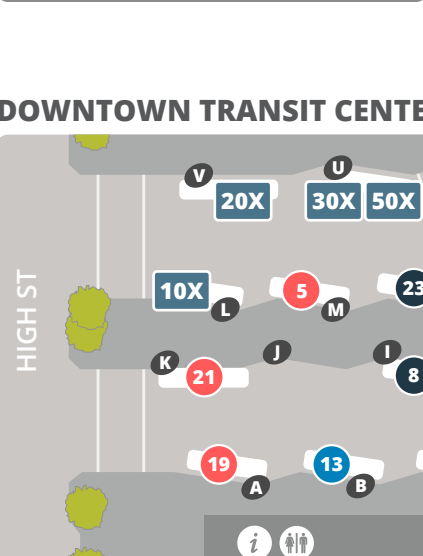 DOWNTOWN TRANSIT CENTE
V
U
20X
30X
50X
HIGH ST
10X
5
23
L
M
K
J
I
21
8
19
13
A
B
i